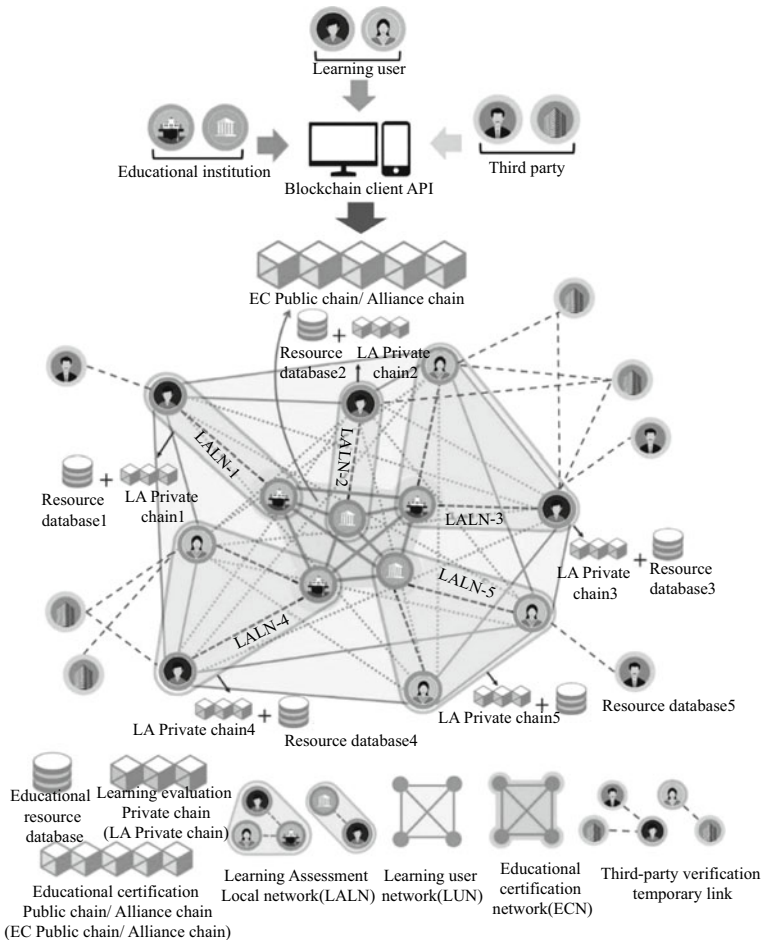 Learning user
Educational institution
Third party
Blockchain client API
EC Public chain/ Alliance chain
Resource
database2
LA Private
chain2
LALN-1
LALN-2
Resource
database1
LA Private
chain1
LALN-3
LA Private
chain3
Resource
database3
LALN-5
LALN-4
LA Private chain4
Resource database4
LA Private chain5
Resource database5
Educational
resource
database
Learning evaluation
Private chain
(LA Private chain)
Educational certification
Public chain/ Alliance chain
(EC Public chain/ Alliance chain)
Learning Assessment
Local network(LALN)
Learning user
network(LUN)
Educational
certification
network(ECN)
Third-party verification
temporary link